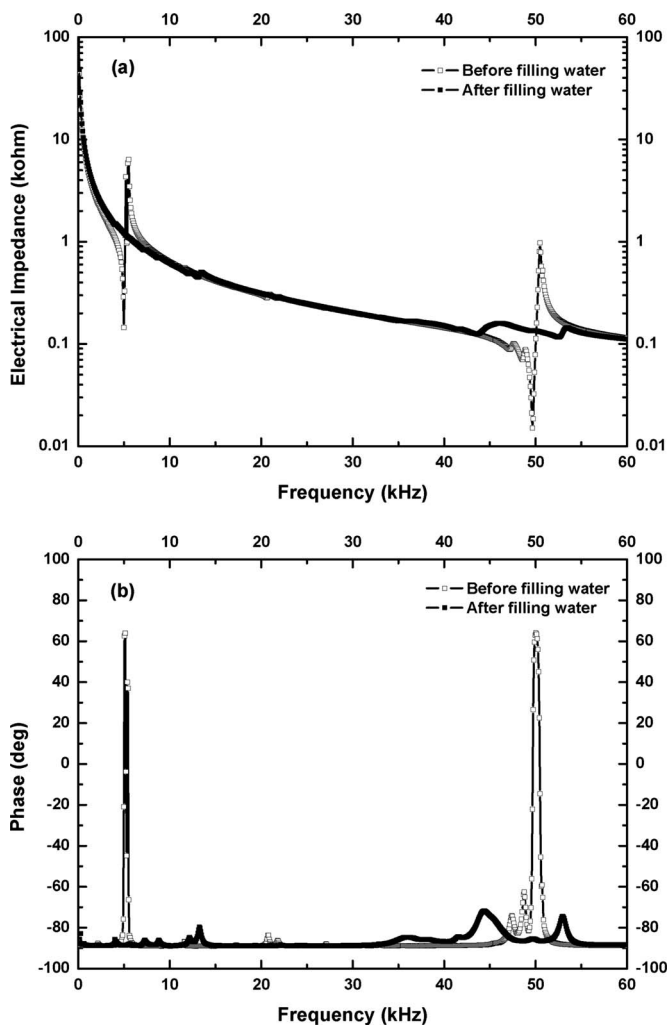 0 10 20 30 40 50 60
100 100
(a)
Before filling water
After filling water
10 10
1 1
0.1 0.1
0.01 0.01
Electrical Impedance (kohm)
0 10 20 30 40 50 60
Frequency (kHz)
0 10 20 30 40 50 60
100 100
(b)
Before filling water
After filling water
80 80
60 60
40 40
20 20
0 0
-20 -20
-40 -40
-60 -60
-80 -80
-100 -100
Phase (deg)
0 10 20 30 40 50 60
Frequency (kHz)